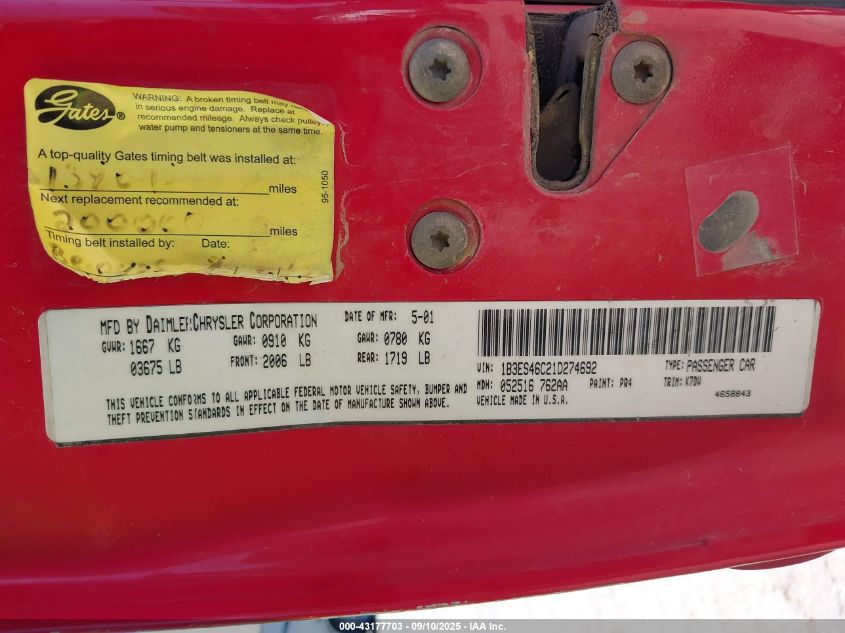 Gates®
WARNING: A broken timing belt may
in serious engine damage. Replace at
recommended mileage. Always check
water pump and tensioners at the same time.
A top-quality Gates timing belt was installed at:
miles
Next replacement recommended at:
200000 miles
Timing belt installed by: Date:
95-1050
MFD BY DAIMLERCHRYSLER CORPORATION DATE OF MFR: 5-01
GVWR: 1667 KG GAWR: 0910 KG GAWR: 0780 KG
03675 LB FRONT: 2006 LB REAR: 1719 LB
THIS VEHICLE CONFORMS TO ALL APPLICABLE FEDERAL MOTOR VEHICLE SAFETY, BUMPER AND
THEFT PREVENTION STANDARDS IN EFFECT ON THE DATE OF MANUFACTURE SHOWN ABOVE.
VIN: 1B3ES46C21D274692 TYPE: PASSENGER CAR
MDH: 052516 762AA PAINT: PR4 TRIM: K7DV
VEHICLE MADE IN U.S.A. 4658843
000-43177703 - 09/10/2025 - IAA Inc.